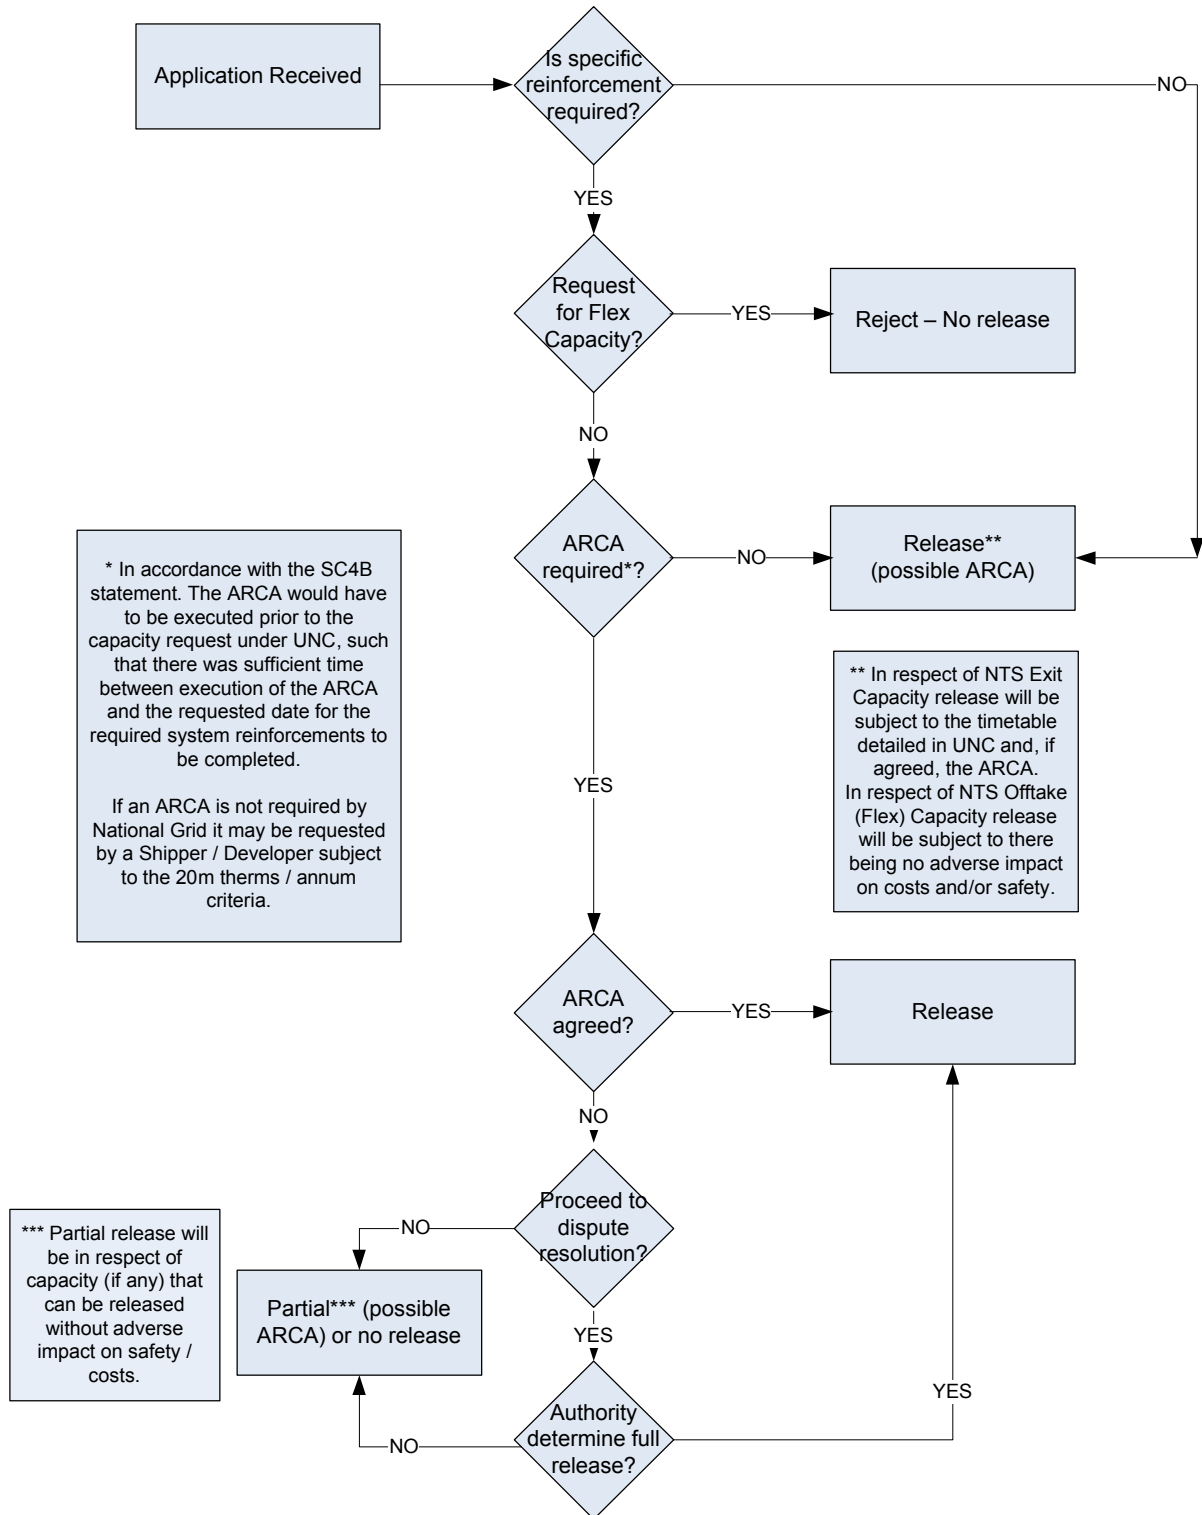 Application Received
Is specific
reinforcement
required?
NO
YES
Request
for Flex
Capacity?
YES
Reject – No release
NO
ARCA
required*?
NO
Release**
(possible ARCA)
* In accordance with the SC4B
statement. The ARCA would have
to be executed prior to the
capacity request under UNC, such
that there was sufficient time
between execution of the ARCA
and the requested date for the
required system reinforcements to
be completed.
If an ARCA is not required by
National Grid it may be requested
by a Shipper / Developer subject
to the 20m therms / annum
criteria.
** In respect of NTS Exit
Capacity release will be
subject to the timetable
detailed in UNC and, if
agreed, the ARCA.
In respect of NTS Offtake
(Flex) Capacity release
will be subject to there
being no adverse impact
on costs and/or safety.
YES
ARCA
agreed?
YES
Release
NO
Proceed to
dispute
resolution?
NO
*** Partial release will
be in respect of
capacity (if any) that
can be released
without adverse
impact on safety /
costs.
Partial*** (possible
ARCA) or no release
YES
YES
Authority
determine full
release?
NO